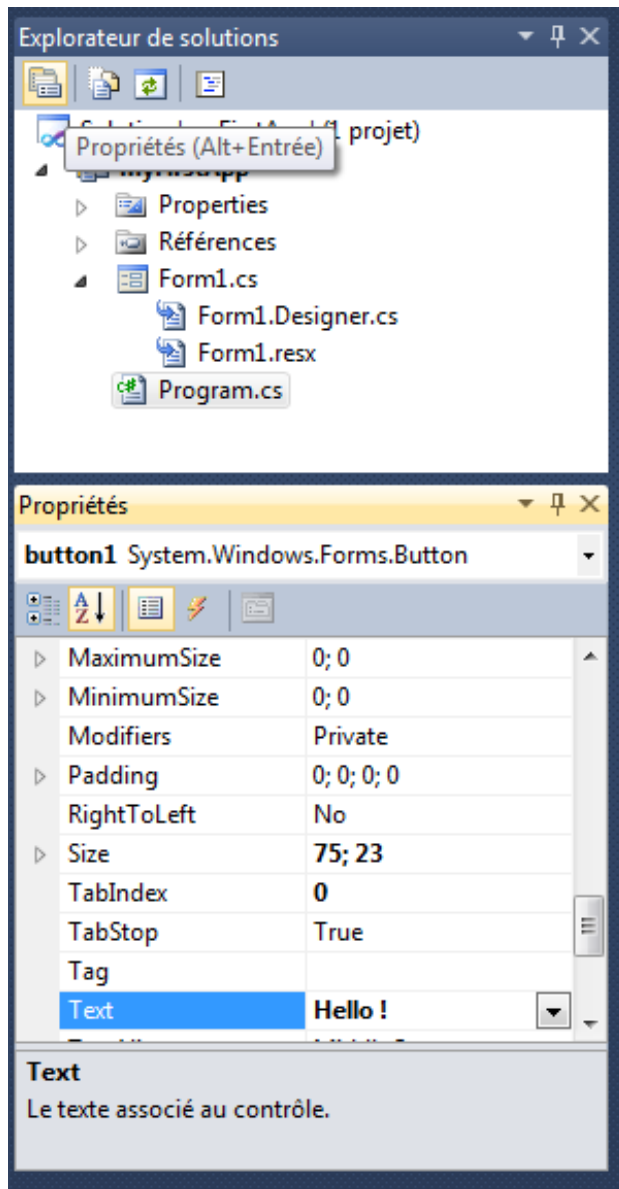 Explorateur de solutions
(1 projet)
Propriétés (Alt+Entrée)
myFirstApp
Properties
Références
Form1.cs
Form1.Designer.cs
Form1.resx
Program.cs
Propriétés
button1 System.Windows.Forms.Button
MaximumSize 0; 0
MinimumSize 0; 0
Modifiers Private
Padding 0; 0; 0; 0
RightToLeft No
Size 75; 23
TabIndex 0
TabStop True
Tag
Text Hello !
Text
Le texte associé au contrôle.